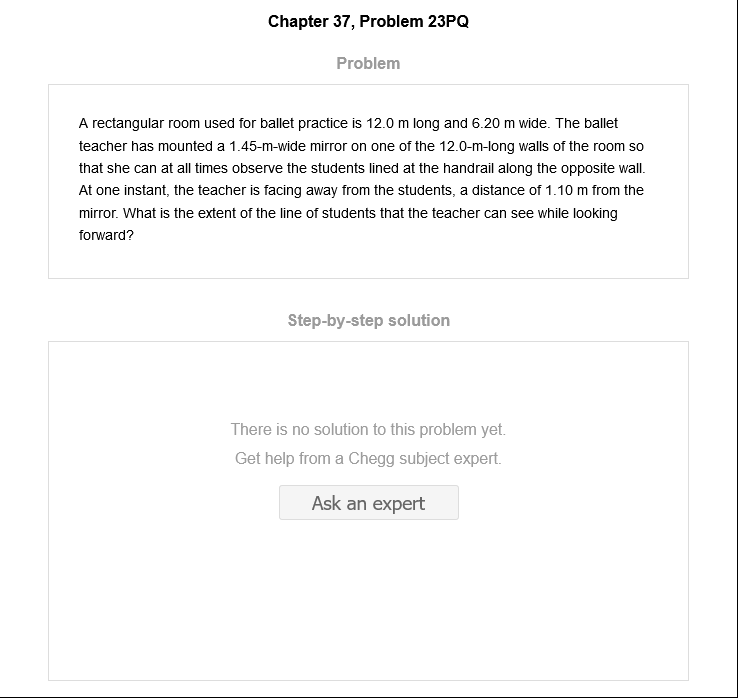 Chapter 37, Problem 23PQ
Problem
A rectangular room used for ballet practice is 12.0 m long and 6.20 m wide. The ballet
teacher has mounted a 1.45-m-wide mirror on one of the 12.0-m-long walls of the room so
that she can at all times observe the students lined at the handrail along the opposite wall.
At one instant, the teacher is facing away from the students, a distance of 1.10 m from the
mirror. What is the extent of the line of students that the teacher can see while looking
forward?
Step-by-step solution
There is no solution to this problem yet.
Get help from a Chegg subject expert.
Ask an expert